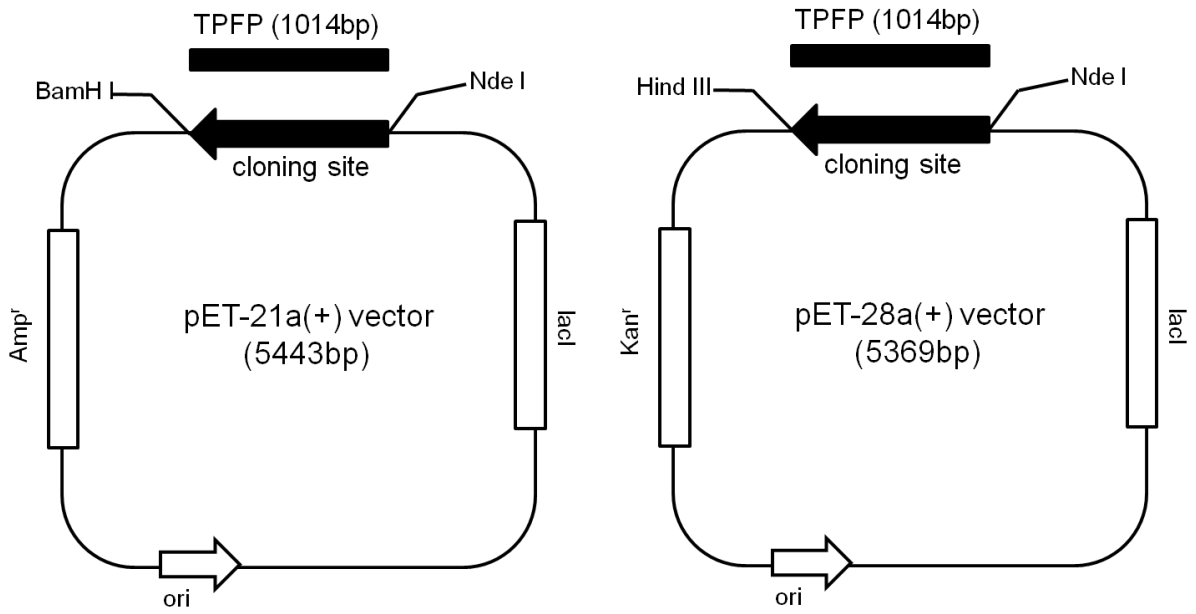 TPFP (1014bp)
BamH I
Nde I
cloning site
Ampʳ
lacI
pET-21a(+) vector
(5443bp)
ori
TPFP (1014bp)
Hind III
Nde I
cloning site
Kanʳ
lacI
pET-28a(+) vector
(5369bp)
ori